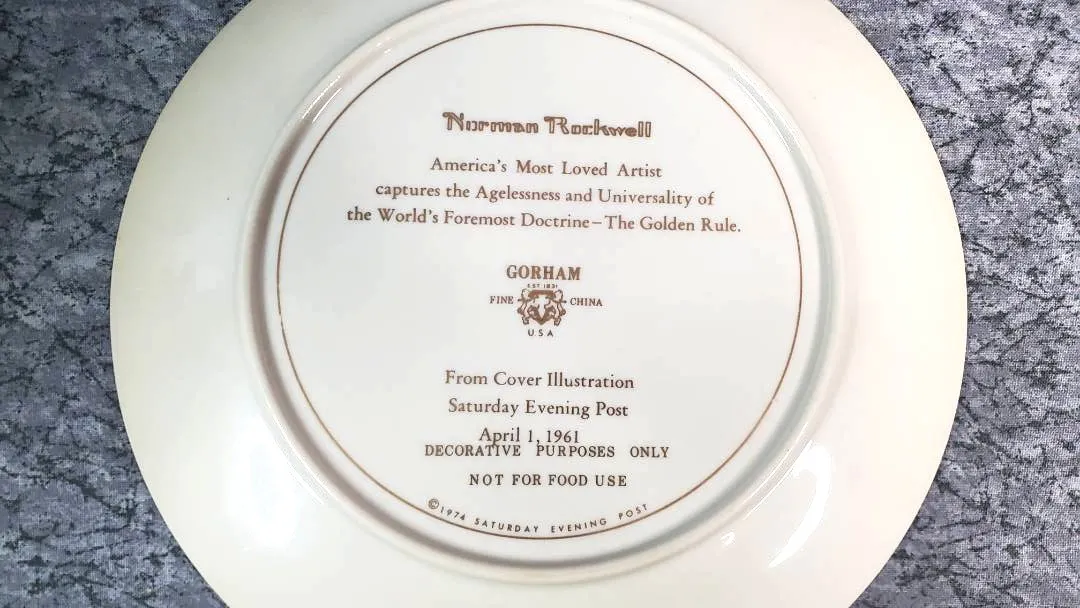 Norman Rockwell
America's Most Loved Artist
captures the Agelessness and Universality of
the World's Foremost Doctrine–The Golden Rule.
GORHAM
EST 1831
FINE CHINA
USA
From Cover Illustration
Saturday Evening Post
April 1, 1961
DECORATIVE PURPOSES ONLY
NOT FOR FOOD USE
©1974 SATURDAY EVENING POST